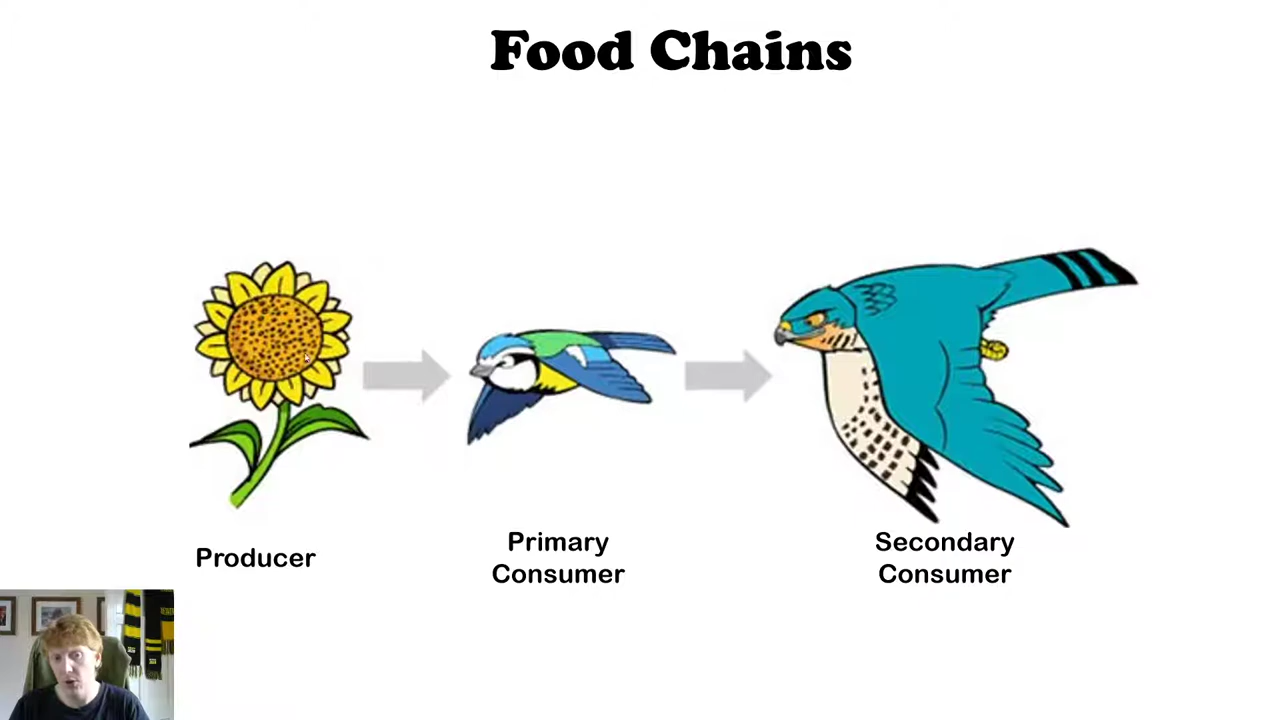 Food Chains
Producer
Primary
Consumer
Secondary
Consumer